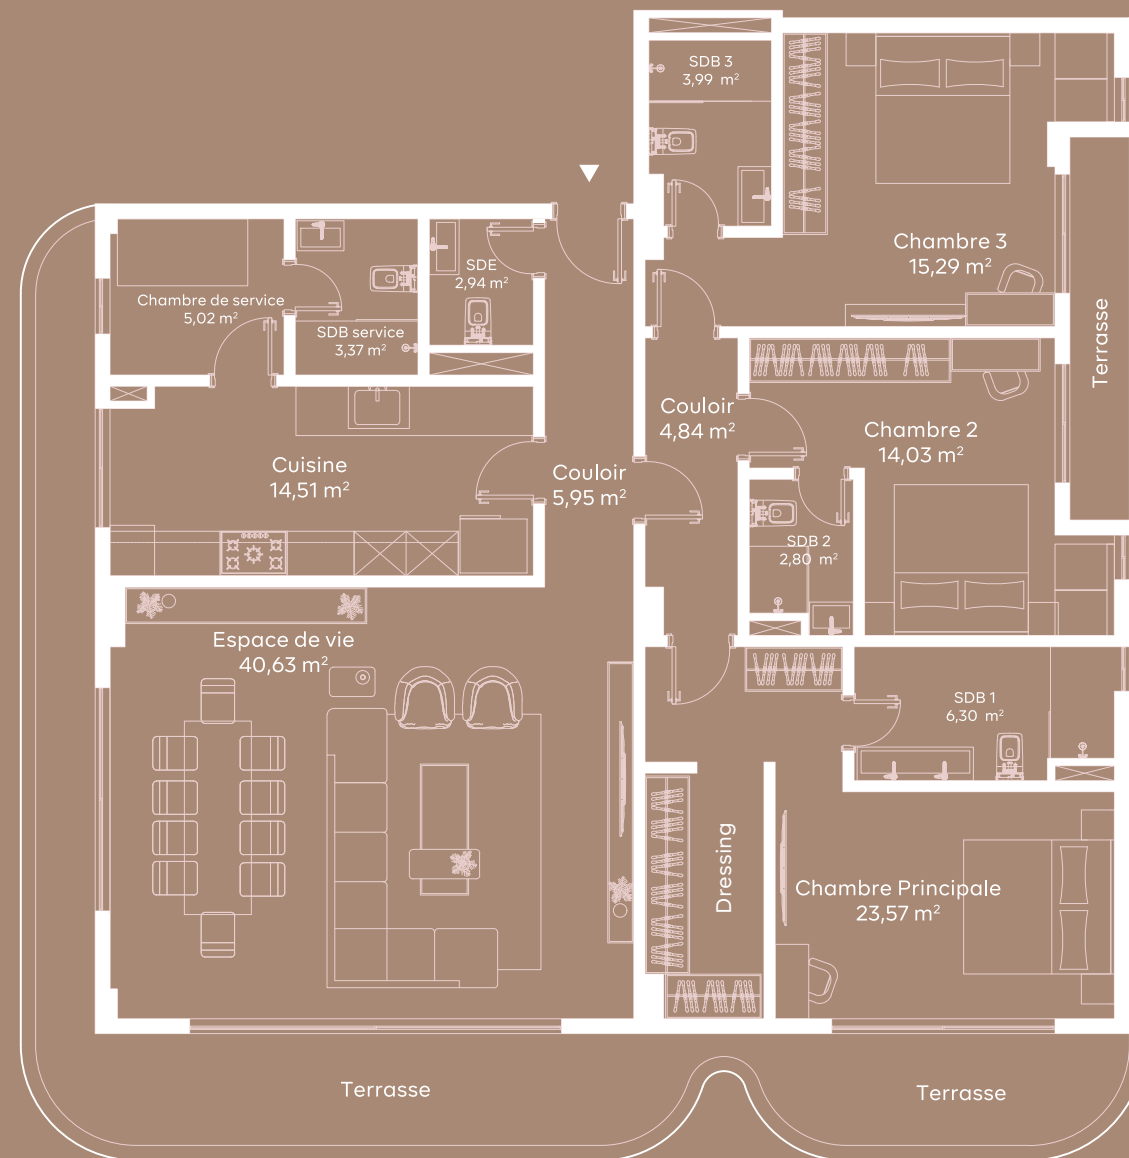 SDB 3
3,99 m²
Chambre 3
15,29 m²
SDE
2,94 m²
Chambre de service
5,02 m²
SDB service
3,37 m²
Terrasse
Couloir
4,84 m²
Chambre 2
14,03 m²
Cuisine
14,51 m²
Couloir
5,95 m²
SDB 2
2,80 m²
Espace de vie
40,63 m²
SDB 1
6,30 m²
Dressing
Chambre Principale
23,57 m²
Terrasse
Terrasse